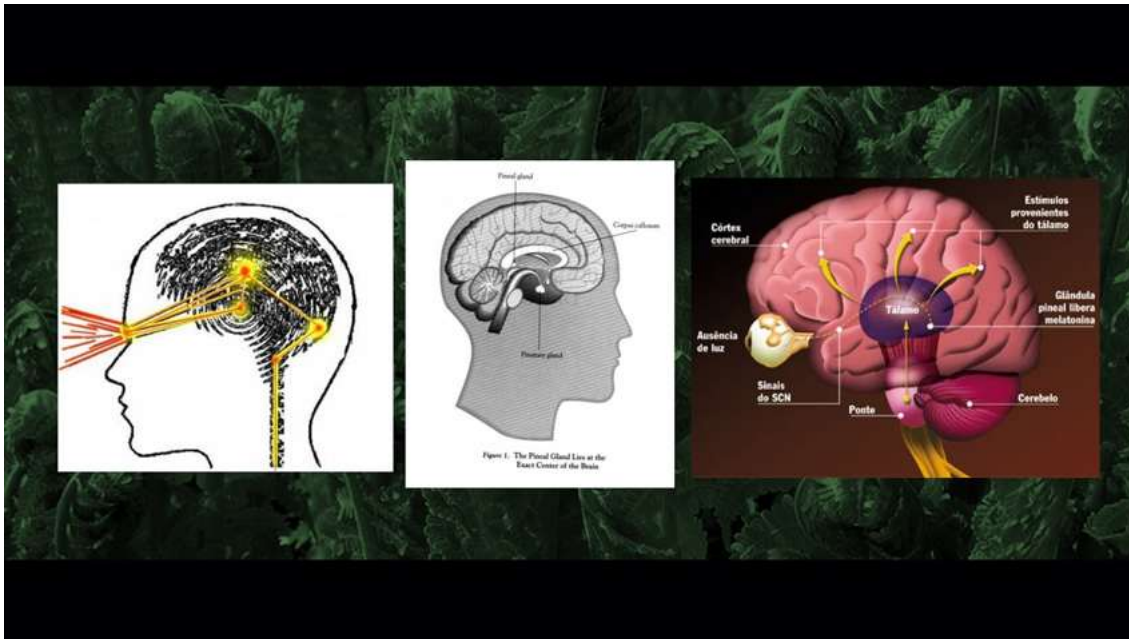 Pineal gland
Corpus callosum
Pituitary gland
Figure 1. The Pineal Gland Lies at the
Exact Center of the Brain
Córtex
cerebral
Estímulos
provenientes
do tálamo
Tálamo
Glândula
pineal libera
melatonina
Ausência
de luz
Sinais
do SCN
Ponte
Cerebelo